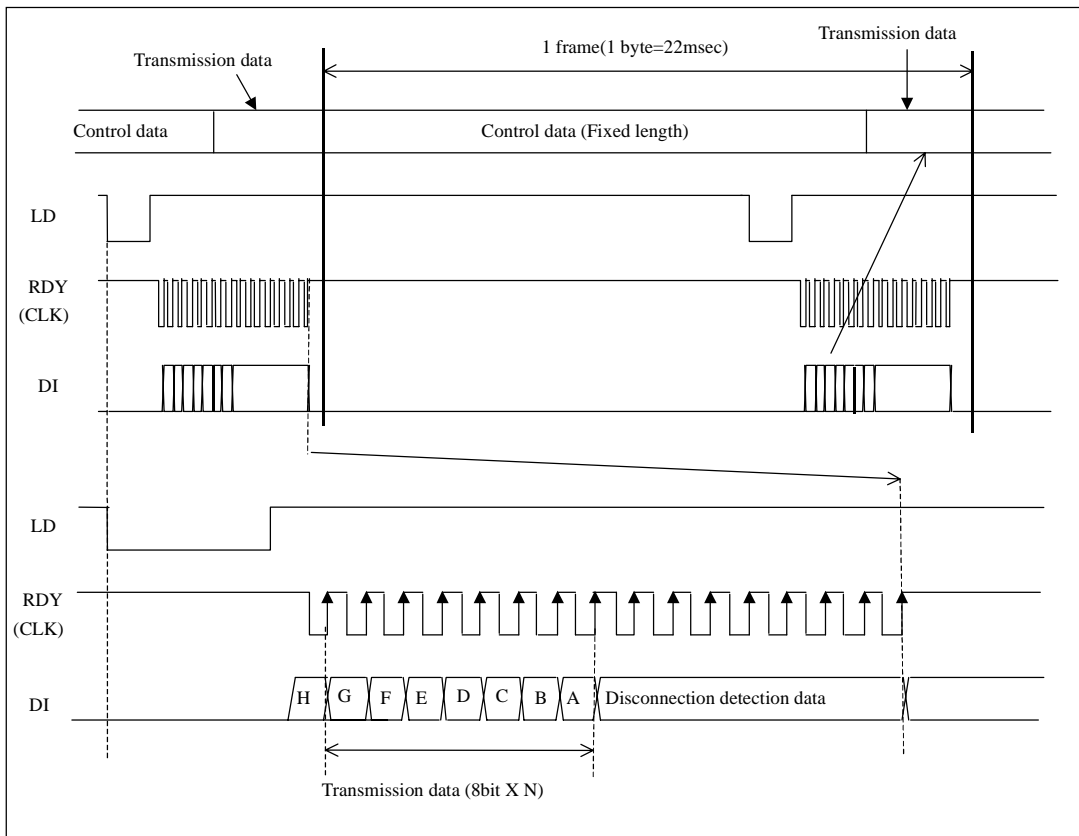 1 frame(1 byte=22msec)
Transmission data
Transmission data
Control data
Control data (Fixed length)
LD
RDY
(CLK)
DI
LD
RDY
(CLK)
DI
H G F E D C B A Disconnection detection data
Transmission data (8bit X N)